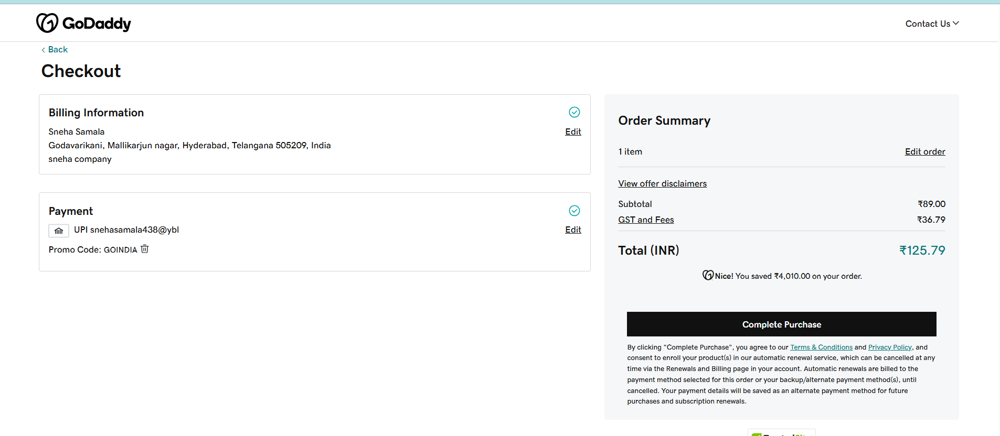 GoDaddy
Contact Us
Back
Checkout
Billing Information
Sneha Samala
Edit
Godavarikani, Mallikarjun nagar, Hyderabad, Telangana 505209, India
sneha company
Payment
UPI snehasamala438@ybl
Edit
Promo Code: GOINDIA
Order Summary
1 item
Edit order
View offer disclaimers
Subtotal ₹89.00
GST and Fees ₹36.79
Total (INR) ₹125.79
Nice! You saved ₹4,010.00 on your order.
Complete Purchase
By clicking "Complete Purchase", you agree to our Terms & Conditions and Privacy Policy, and
consent to enroll your product(s) in our automatic renewal service, which can be cancelled at any
time via the Renewals and Billing page in your account. Automatic renewals are billed to the
payment method selected for this order or your backup/alternate payment method(s), until
cancelled. Your payment details will be saved as an alternate payment method for future
purchases and subscription renewals.